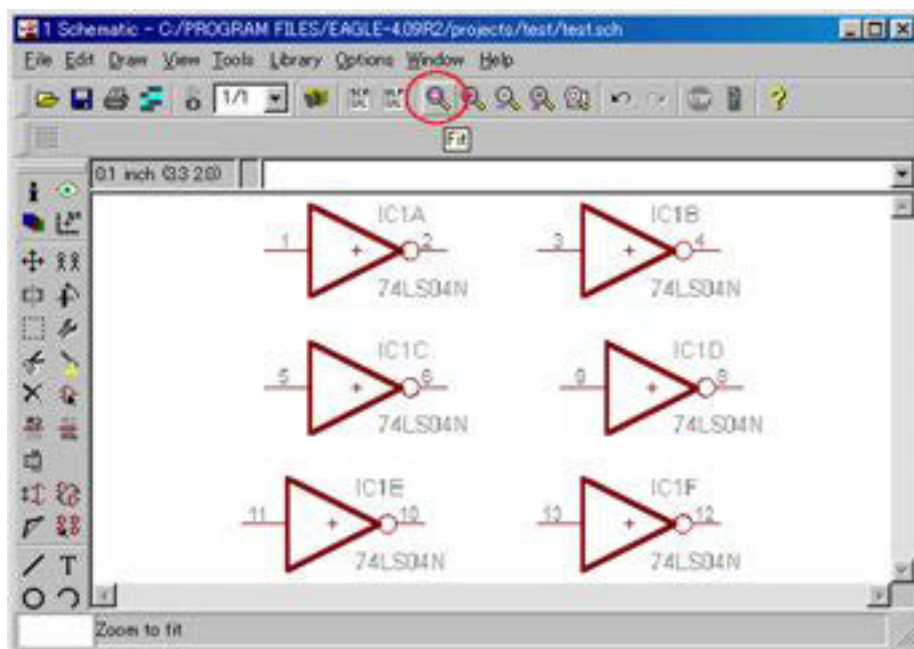 1 Schematic - C:/PROGRAM FILES/EAGLE-4.09R2/projects/test/test.sch
File Edit Draw View Tools Library Options Window Help
1/1
Fit
0.1 inch (3.3 2.0)
IC1A
1
2
74LS04N
IC1B
3
4
74LS04N
IC1C
5
6
74LS04N
IC1D
9
8
74LS04N
IC1E
11
10
74LS04N
IC1F
13
12
74LS04N
T
Zoom to fit